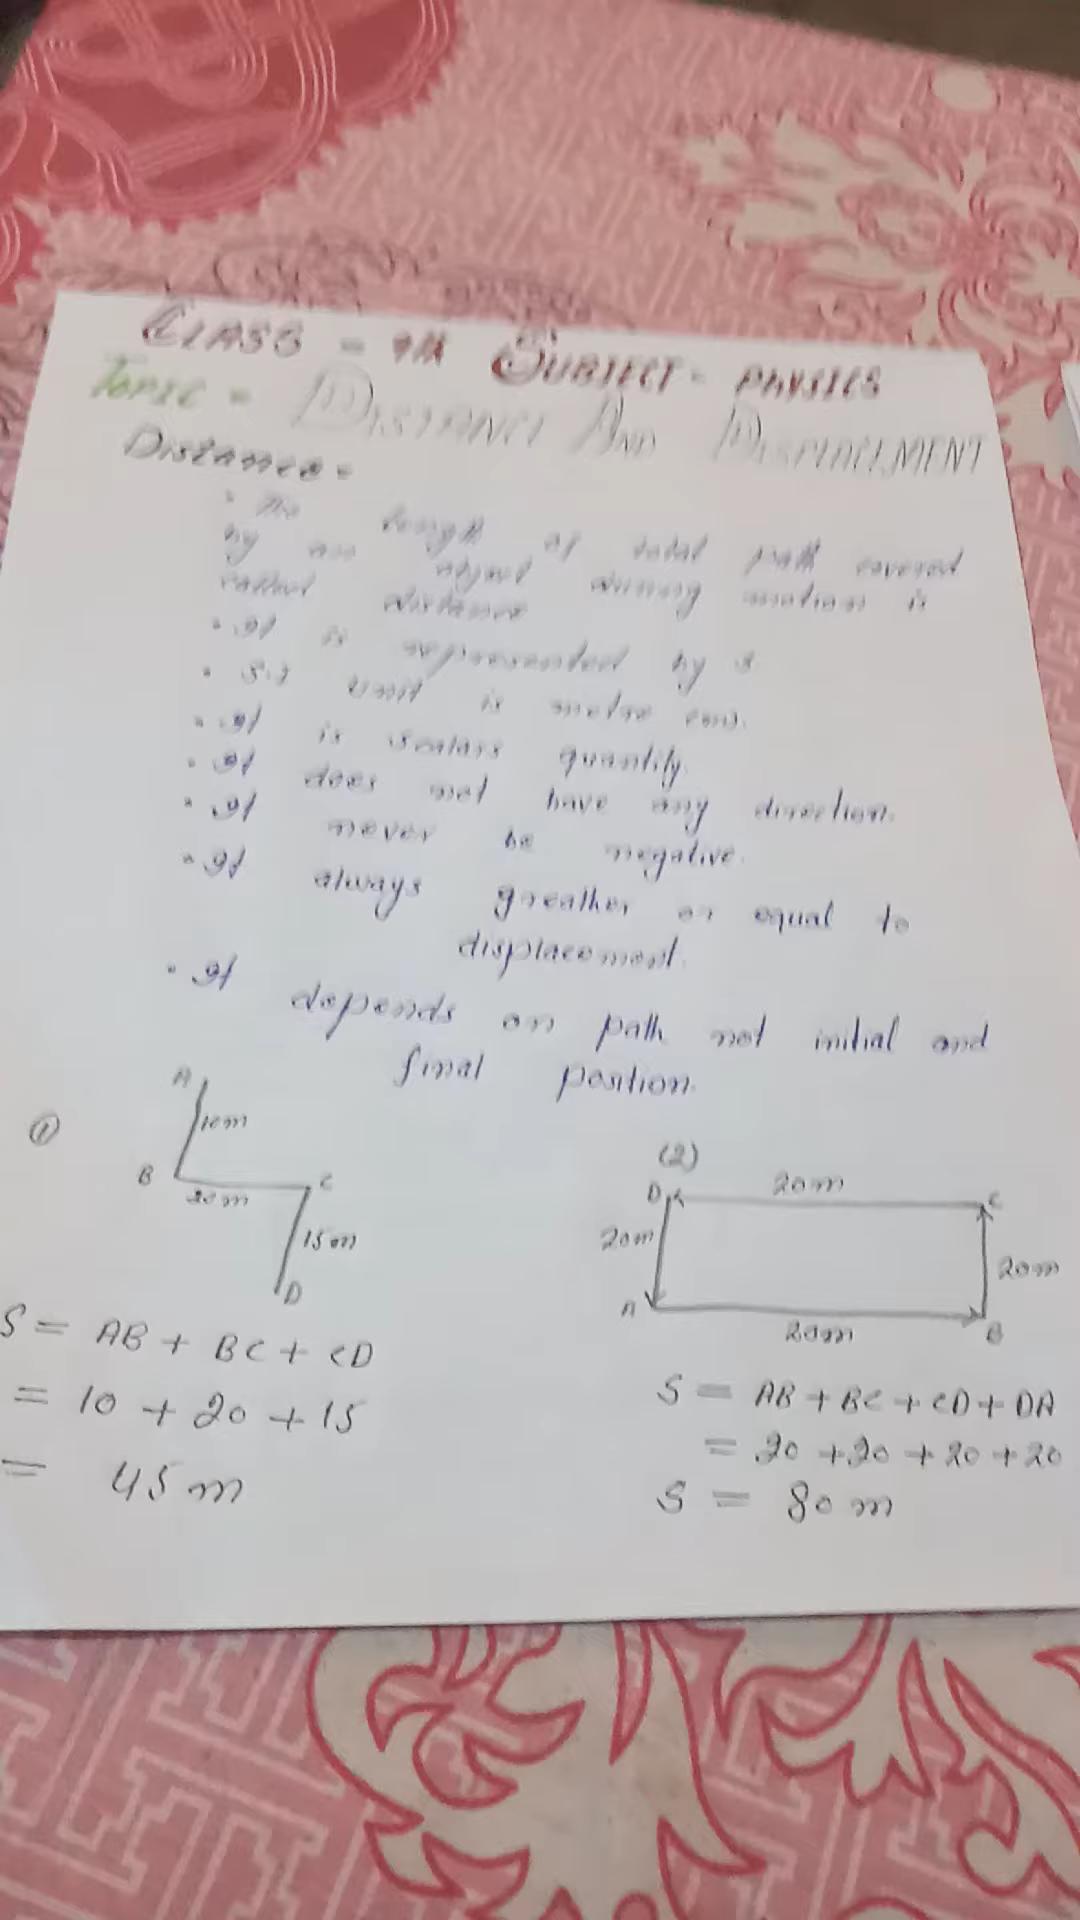 CLASS = 9th SUBJECT - PHYSICS
TOPIC = DISTANCE AND DISPLACEMENT
Distance =
• The length of total path covered
by an object during motion is
called distance
• It is represented by s
• S.I unit is metre (m).
• It is scalars quantity.
• It does not have any direction.
• It never be negative.
• It always greather or equal to
displacement.
• It depends on path not initial and
final position.
①
A
10m
B
20m
C
15m
D
S = AB + BC + CD
= 10 + 20 + 15
= 45 m
(2)
D 20m C
20m 20m
A 20m B
S = AB + BC + CD + DA
= 20 + 20 + 20 + 20
S = 80 m